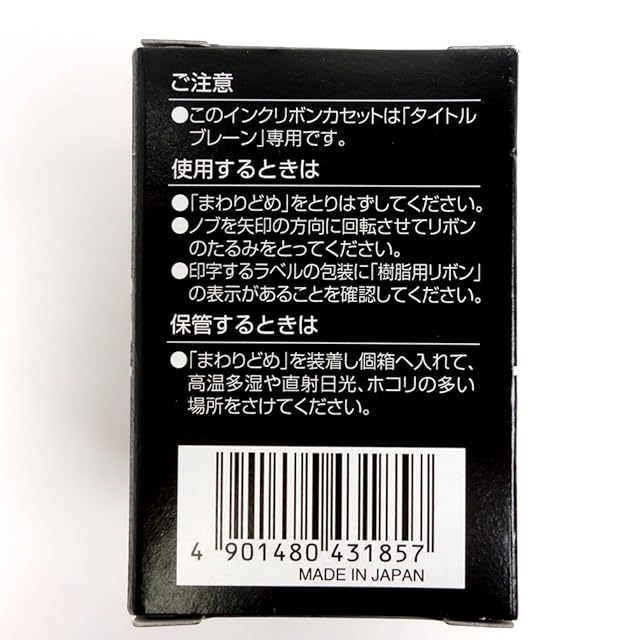 ご注意
●このインクリボンカセットは「タイトル
ブレーン」専用です。
使用するときは
●「まわりどめ」をとりはずしてください。
●ノブを矢印の方向に回転させてリボン
のたるみをとってください。
●印字するラベルの包装に「樹脂用リボン」
の表示があることを確認してください。
保管するときは
●「まわりどめ」を装着し個箱へ入れて、
高温多湿や直射日光、ホコリの多い
場所をさけてください。
4 901480 431857
MADE IN JAPAN